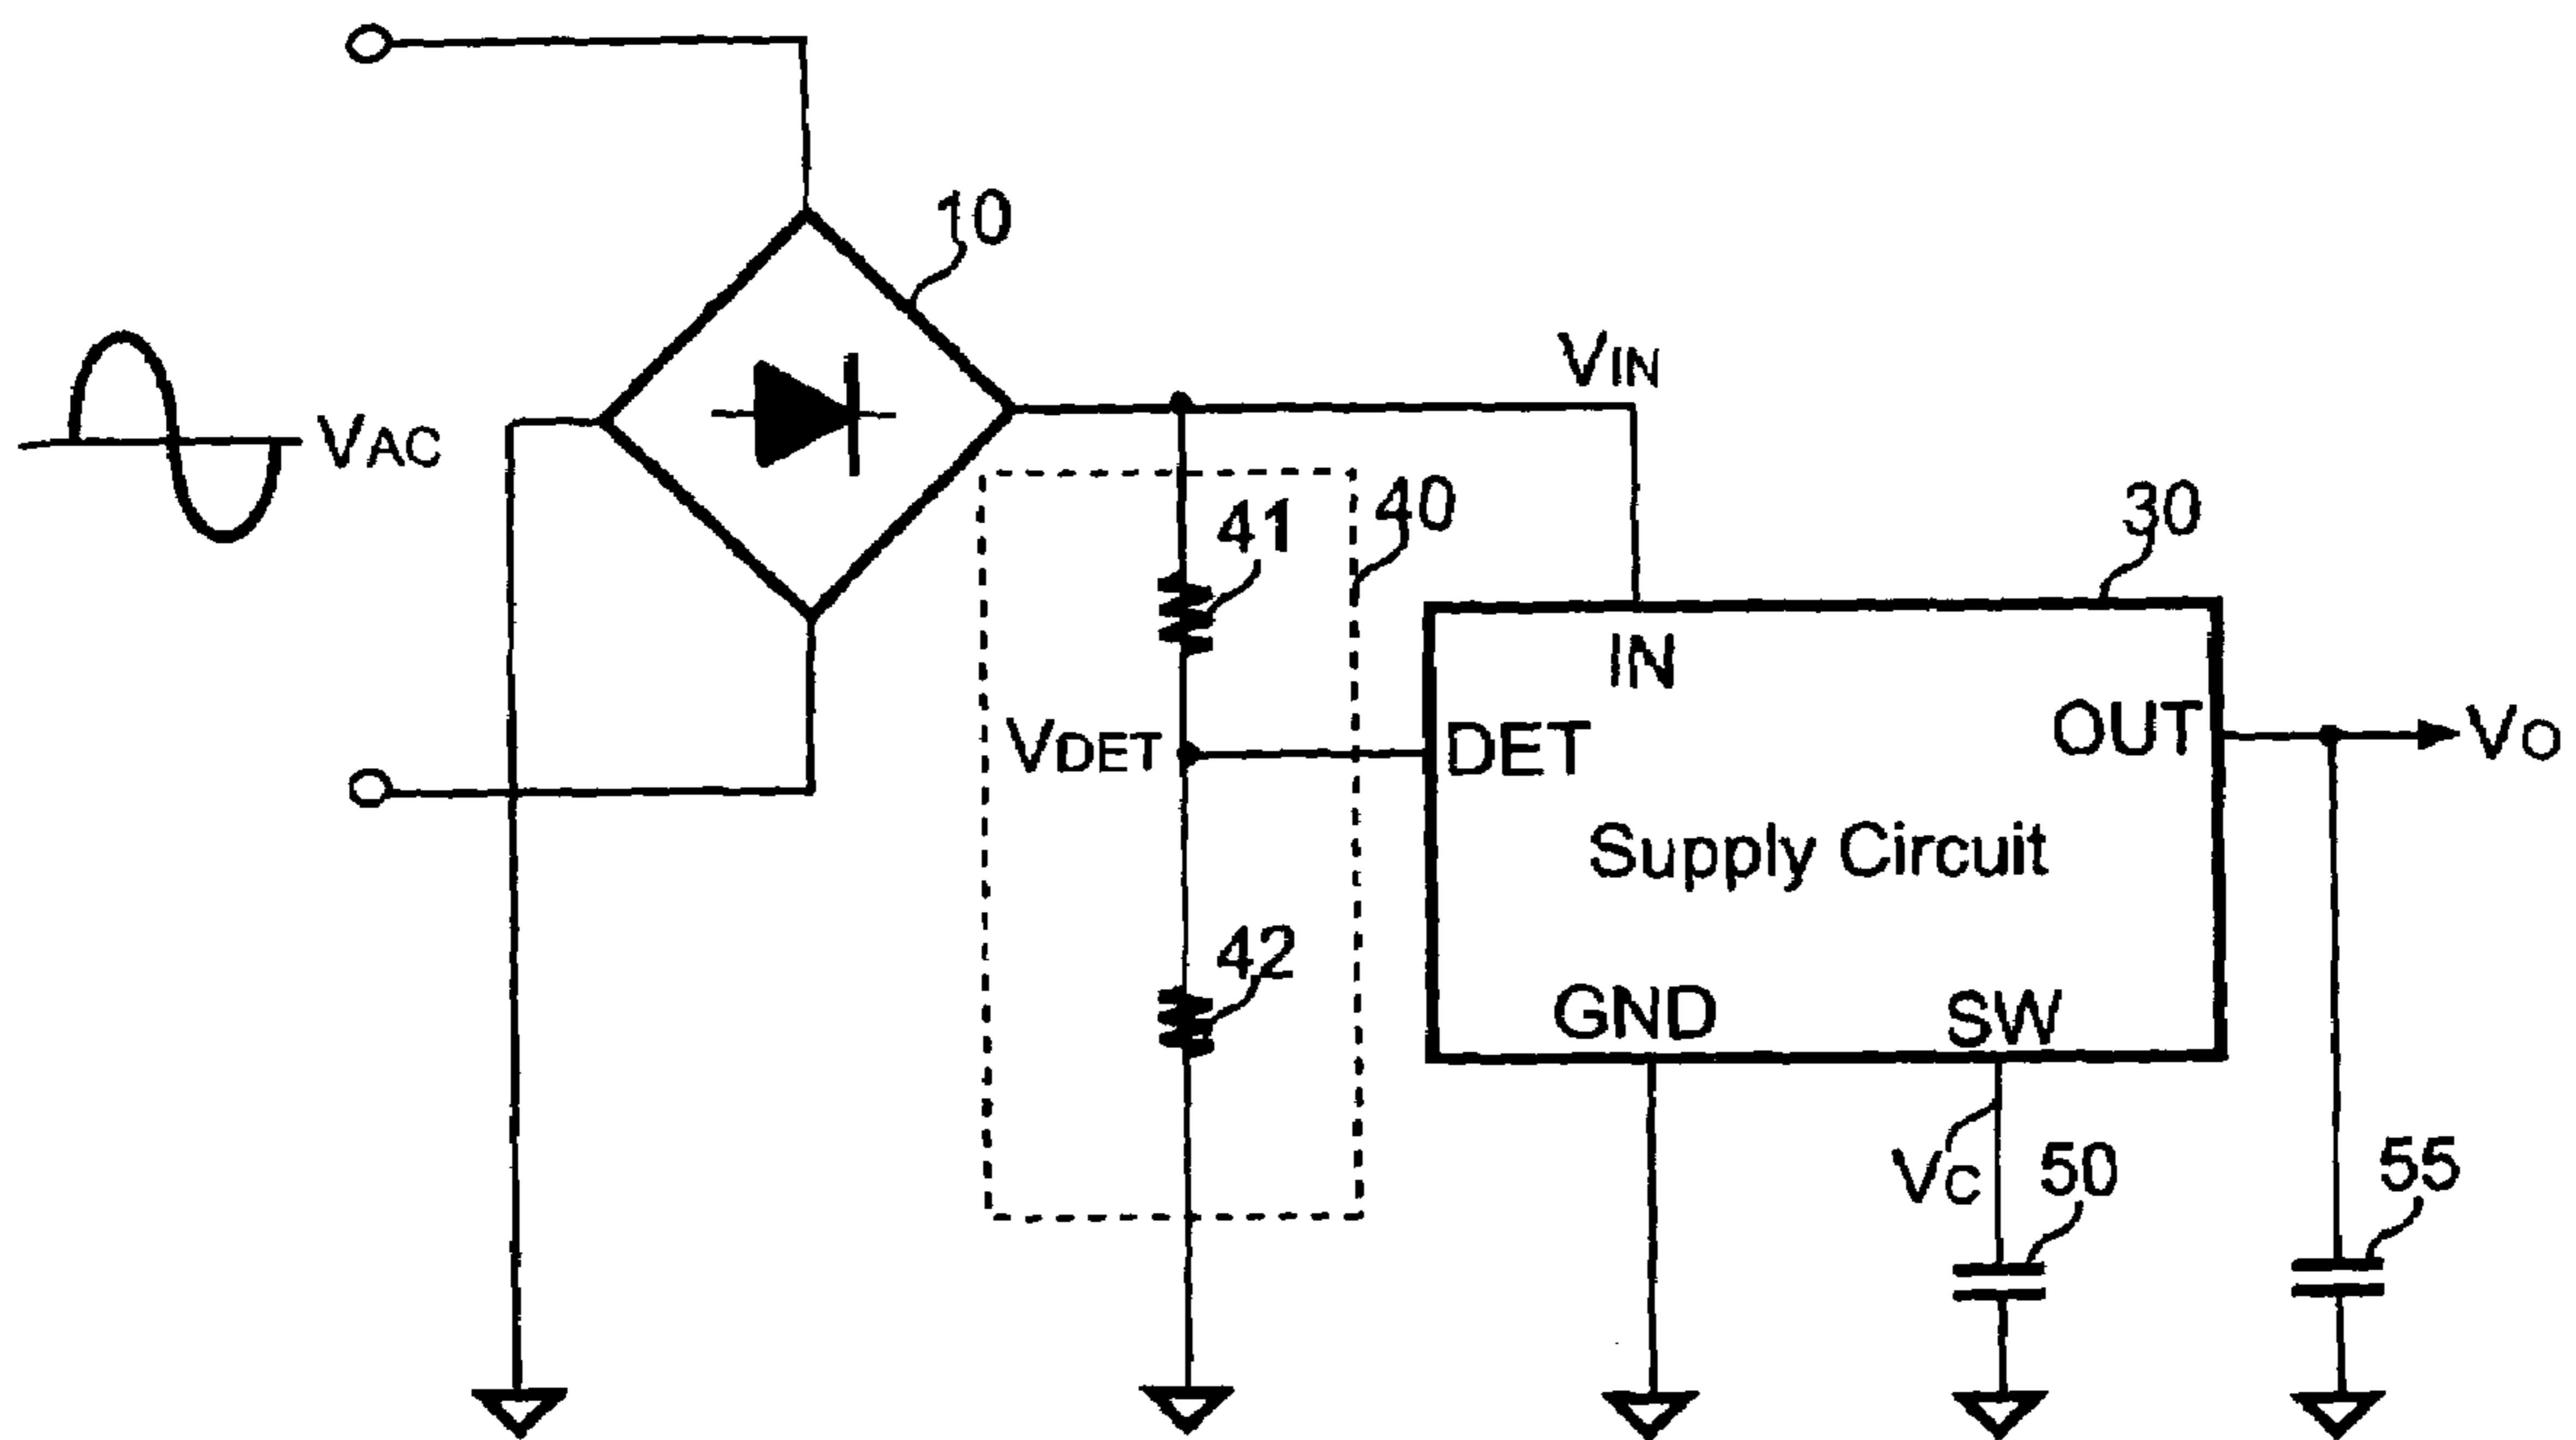 10
VAC
VIN
41
40
30
IN
VDET
DET
OUT
VO
Supply Circuit
42
GND
SW
VC
50
55